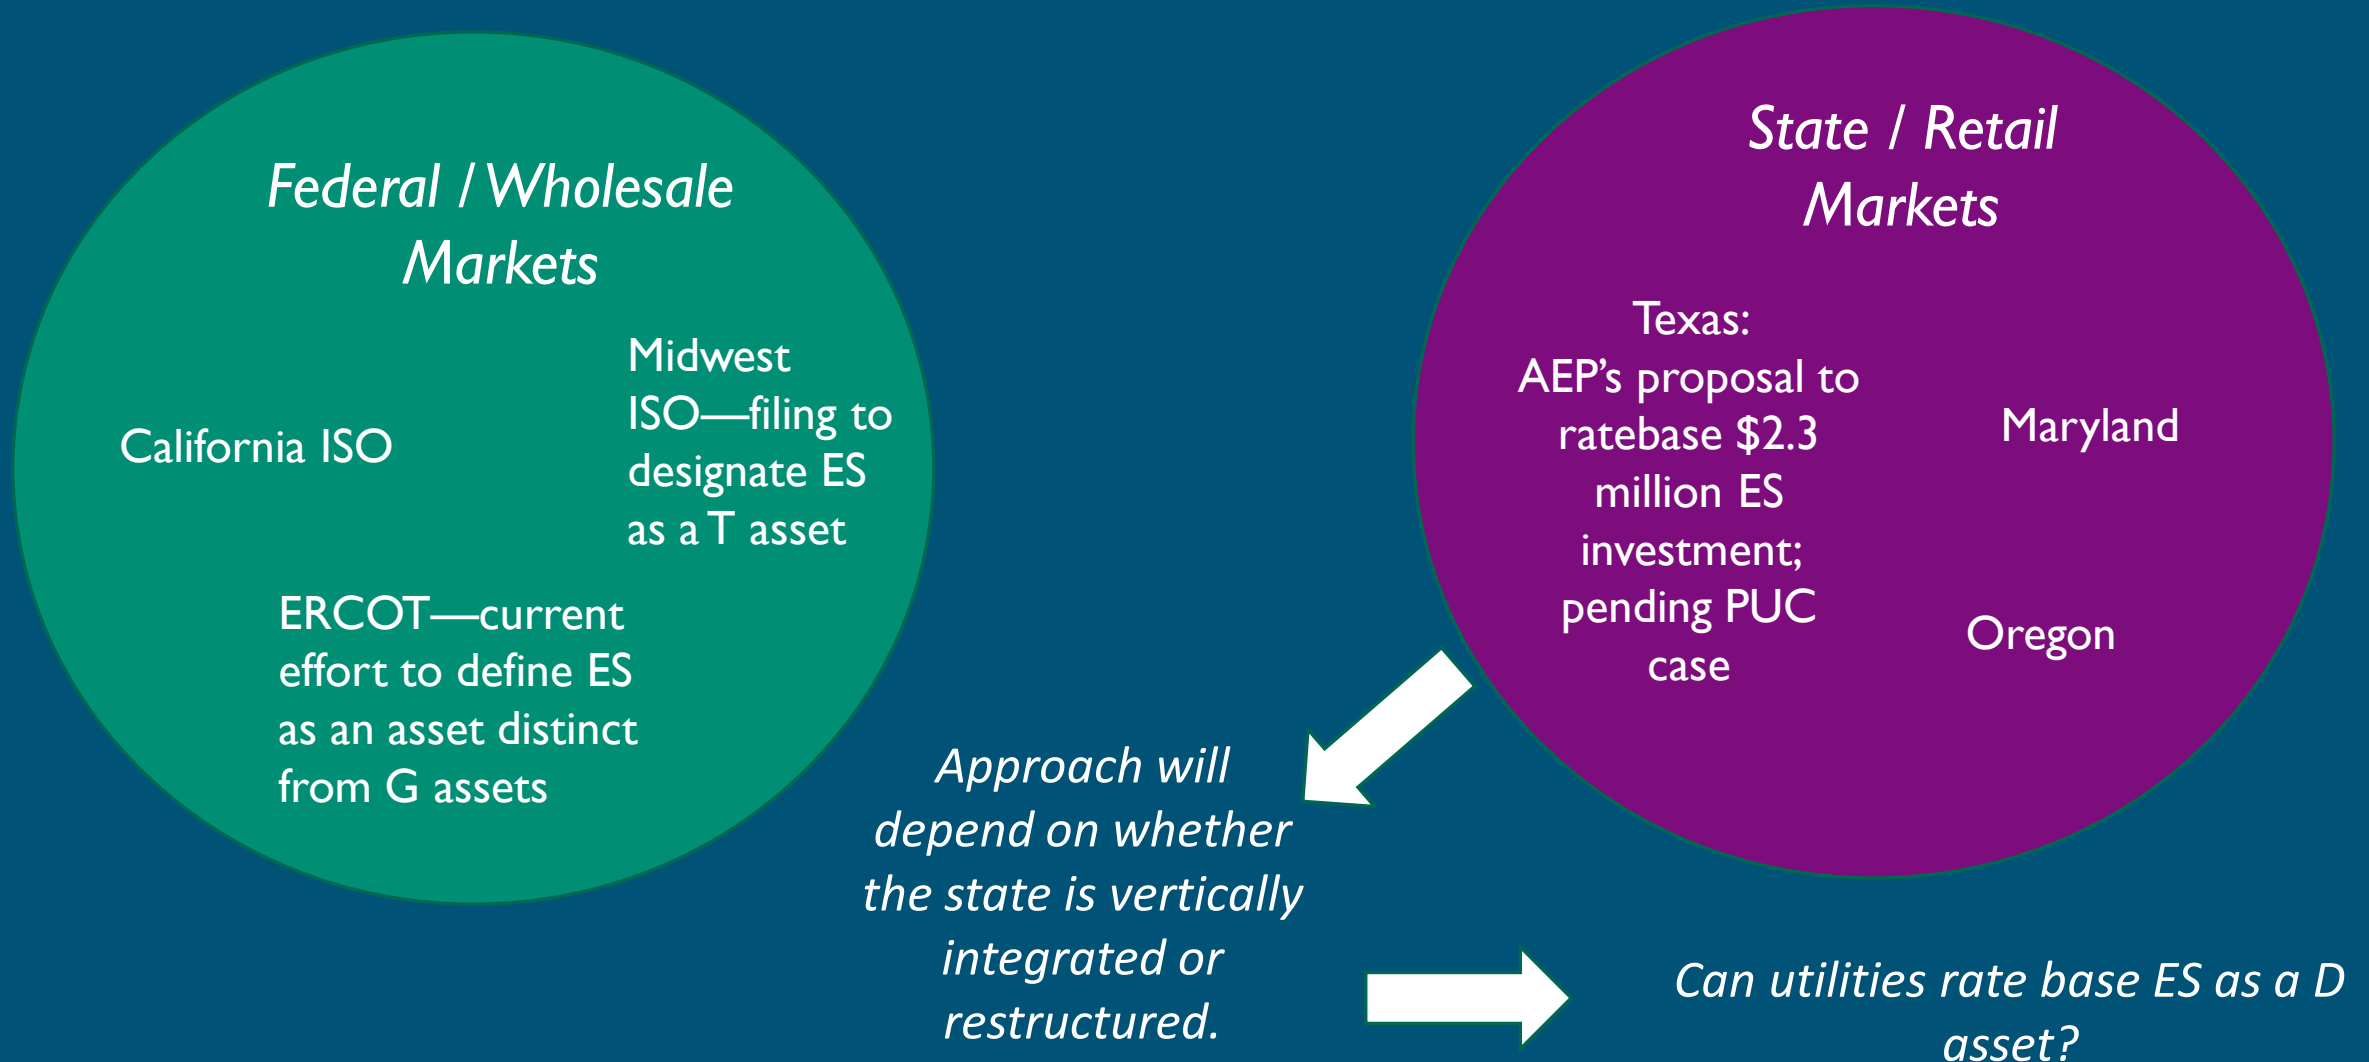 Federal / Wholesale
Markets
California ISO
Midwest
ISO—filing to
designate ES
as a T asset
ERCOT—current
effort to define ES
as an asset distinct
from G assets
State / Retail
Markets
Texas:
AEP’s proposal to
ratebase $2.3
million ES
investment;
pending PUC
case
Maryland
Oregon
Approach will
depend on whether
the state is vertically
integrated or
restructured.
Can utilities rate base ES as a D
asset?